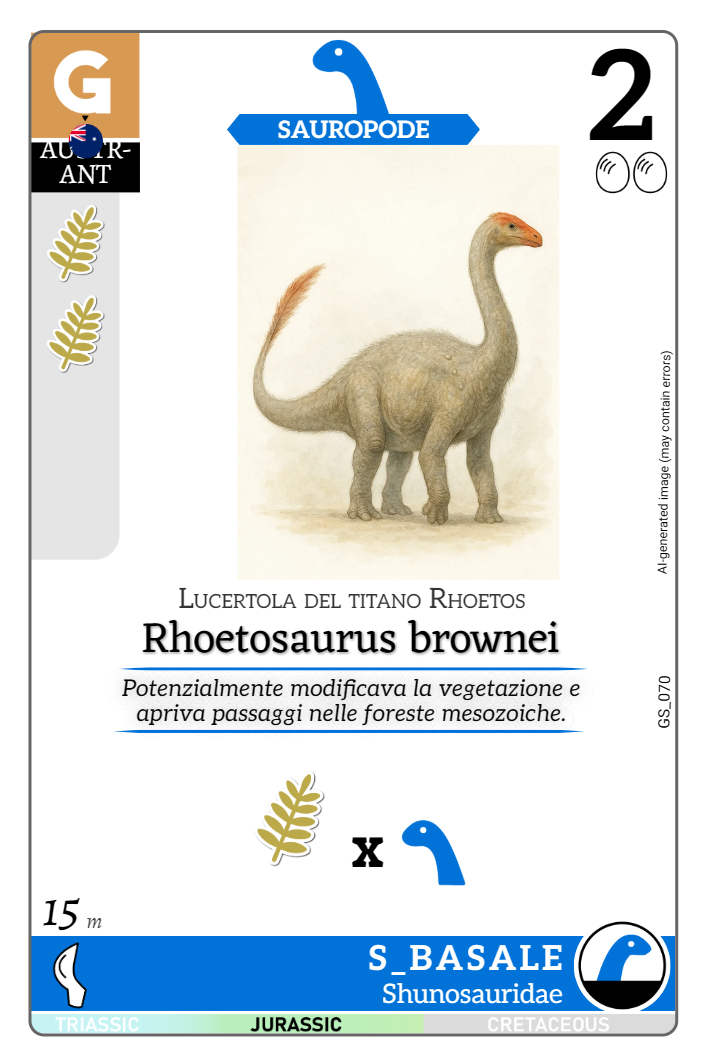 G
AUSTR-
ANT
SAUROPODE
2
AI-generated image (may contain errors)
Lucertola del titano Rhoetos
Rhoetosaurus brownei
Potenzialmente modificava la vegetazione e
apriva passaggi nelle foreste mesozoiche.
GS_070
x
15 m
S_BASALE
Shunosauridae
TRIASSIC JURASSIC CRETACEOUS